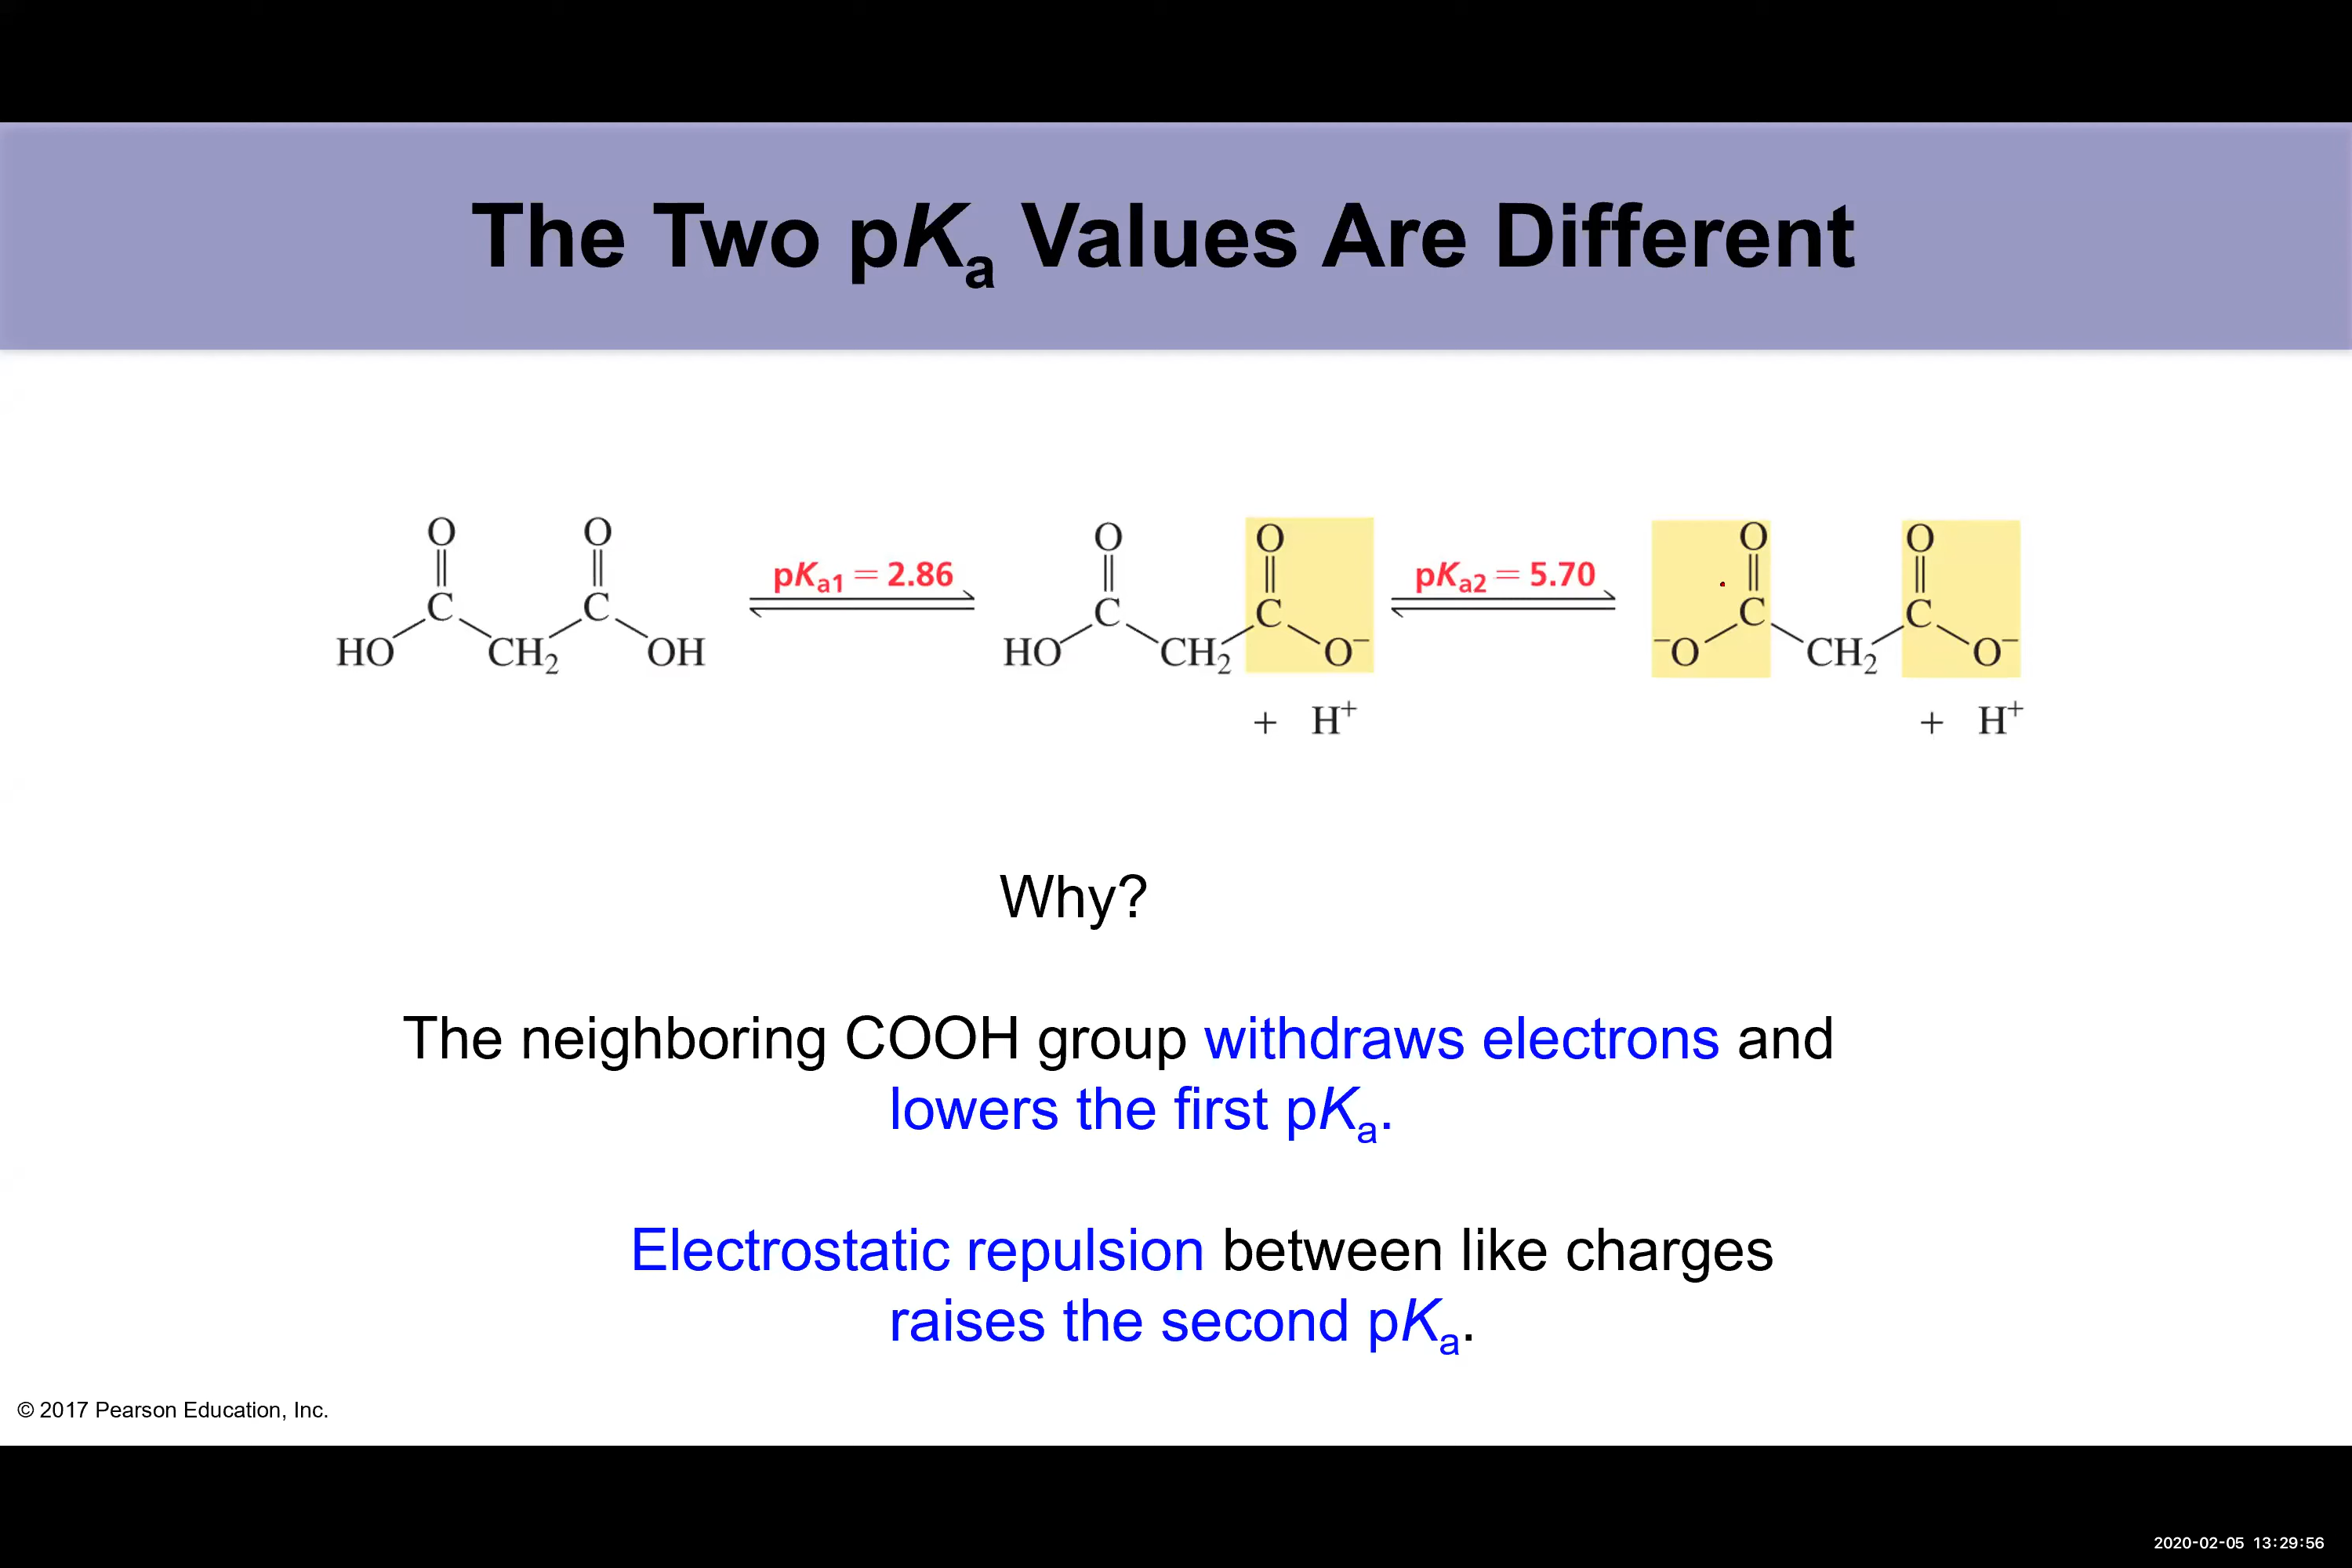 The Two pKa Values Are Different
O O O O O O
pKa1 = 2.86 pKa2 = 5.70
C C C C C C
HO CH2 OH HO CH2 O− −O CH2 O−
+ H+ + H+
Why?
The neighboring COOH group withdraws electrons and
lowers the first pKa.
Electrostatic repulsion between like charges
raises the second pKa.
© 2017 Pearson Education, Inc.
2020-02-05 13:29:56